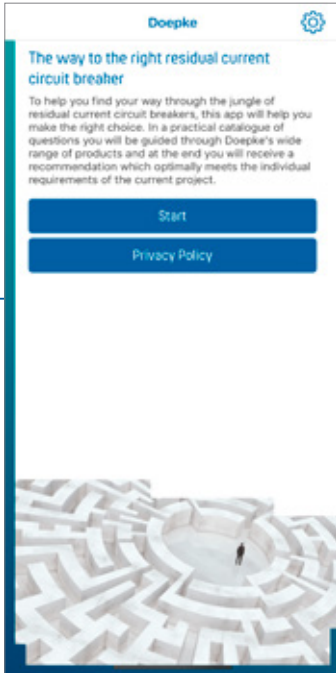 Doepke
The way to the right residual current
circuit breaker
To help you find your way through the jungle of
residual current circuit breakers, this app will help you
make the right choice. In a practical catalogue of
questions you will be guided through Doepke's wide
range of products and at the end you will receive a
recommendation which optimally meets the individual
requirements of the current project.
Start
Privacy Policy